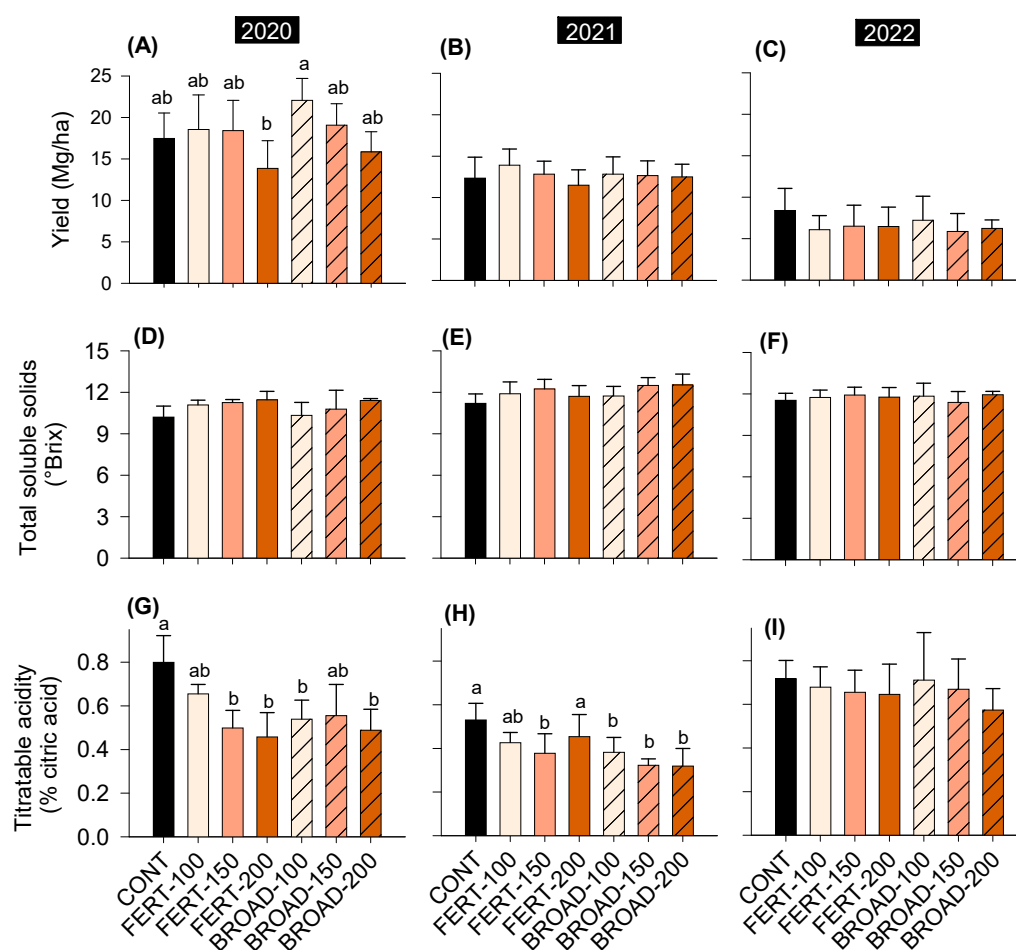 2020
2021
2022
(A)
(B)
(C)
Yield (Mg/ha)
25
20
15
10
5
0
ab
ab
ab
b
a
ab
ab
(D)
(E)
(F)
Total soluble solids
(°Brix)
15
12
9
6
3
0
(G)
(H)
(I)
Titratable acidity
(% citric acid)
0.8
0.6
0.4
0.2
0.0
a
ab
b
b
b
ab
b
a
ab
b
a
b
b
b
CONT
FERT-100
FERT-150
FERT-200
BROAD-100
BROAD-150
BROAD-200
CONT
FERT-100
FERT-150
FERT-200
BROAD-100
BROAD-150
BROAD-200
CONT
FERT-100
FERT-150
FERT-200
BROAD-100
BROAD-150
BROAD-200